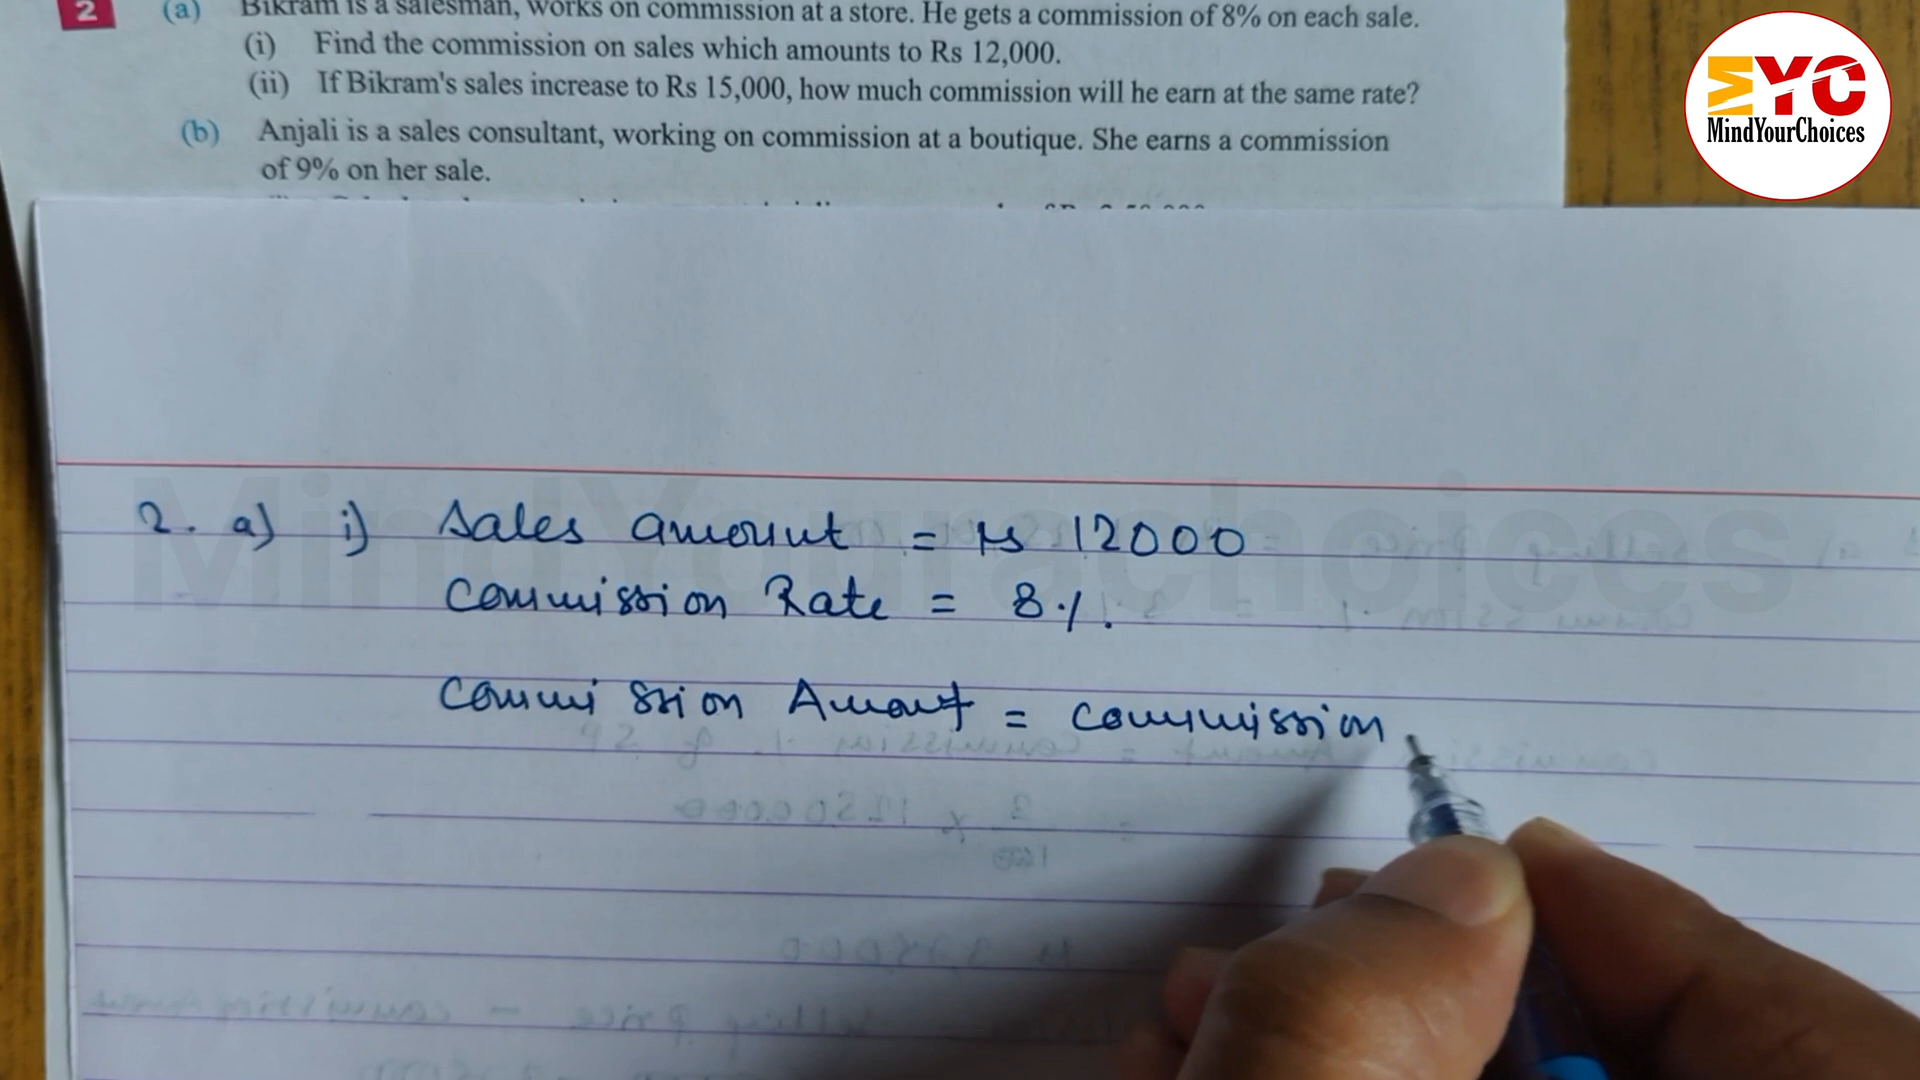 2 (a) Bikram is a salesman, works on commission at a store. He gets a commission of 8% on each sale.
(i) Find the commission on sales which amounts to Rs 12,000.
(ii) If Bikram's sales increase to Rs 15,000, how much commission will he earn at the same rate?
(b) Anjali is a sales consultant, working on commission at a boutique. She earns a commission
of 9% on her sale.
MYC
MindYourChoices
MindYourachoices
2. a) i) Sales amount = Rs 12000
Commission Rate = 8%.
Commission Amount = Commission